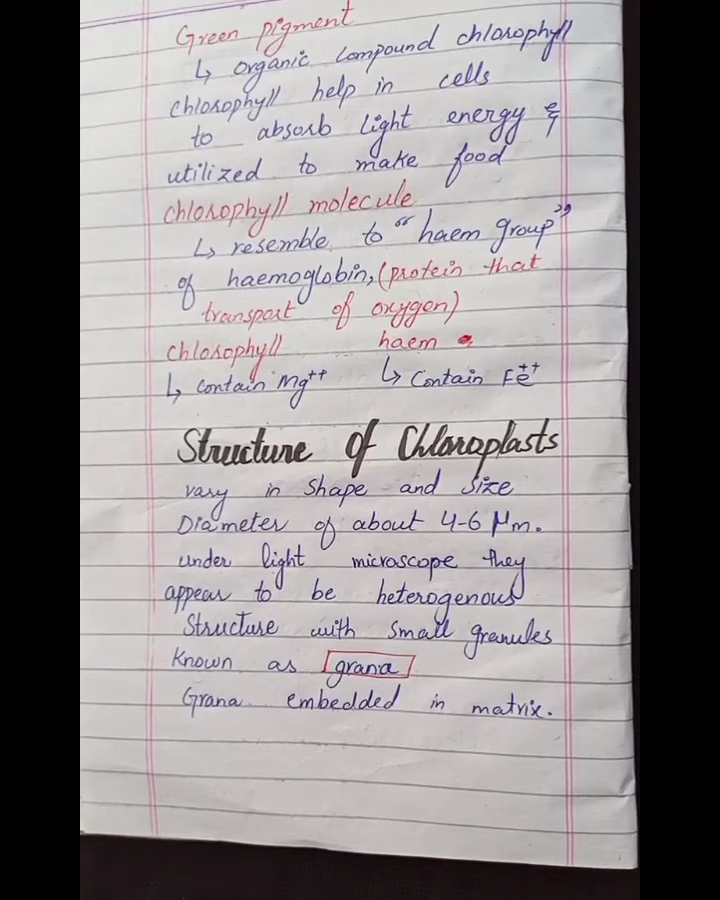 Green pigment
↳ organic compound chlorophyll
chlorophyll help in cells
to absorb light energy &
utilized to make food
chlorophyll molecule
↳ resemble to "haem group"
of haemoglobin, (protein that
transport of oxygen)
chlorophyll haem
↳ contain Mg++ ↳ Contain Fe++
Structure of Chloroplasts
vary in shape and size
Diameter of about 4-6 μm.
under light microscope they
appear to be heterogenous
Structure with small granules
Known as grana
Grana embedded in matrix.